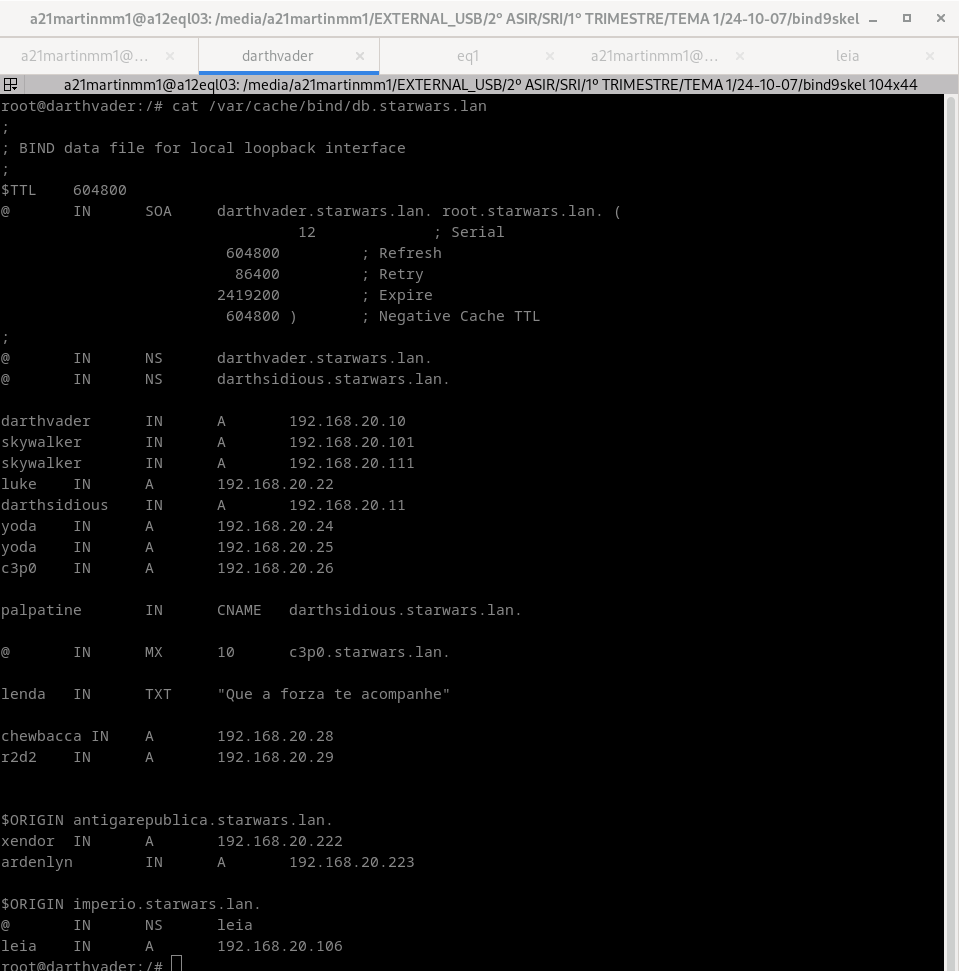 a21martinmm1@a12eql03: /media/a21martinmm1/EXTERNAL_USB/2º ASIR/SRI/1º TRIMESTRE/TEMA 1/24-10-07/bind9skel
a21martinmm1@... darthvader eq1 a21martinmm1@... leia
a21martinmm1@a12eql03: /media/a21martinmm1/EXTERNAL_USB/2º ASIR/SRI/1º TRIMESTRE/TEMA 1/24-10-07/bind9skel 104x44
root@darthvader:/# cat /var/cache/bind/db.starwars.lan
;
; BIND data file for local loopback interface
;
$TTL    604800
@       IN      SOA     darthvader.starwars.lan. root.starwars.lan. (
                                 12             ; Serial
                         604800         ; Refresh
                          86400         ; Retry
                        2419200         ; Expire
                         604800 )       ; Negative Cache TTL
;
@       IN      NS      darthvader.starwars.lan.
@       IN      NS      darthsidious.starwars.lan.
darthvader      IN      A       192.168.20.10
skywalker       IN      A       192.168.20.101
skywalker       IN      A       192.168.20.111
luke    IN      A       192.168.20.22
darthsidious    IN      A       192.168.20.11
yoda    IN      A       192.168.20.24
yoda    IN      A       192.168.20.25
c3p0    IN      A       192.168.20.26
palpatine       IN      CNAME   darthsidious.starwars.lan.
@       IN      MX      10      c3p0.starwars.lan.
lenda   IN      TXT     "Que a forza te acompanhe"
chewbacca IN    A       192.168.20.28
r2d2    IN      A       192.168.20.29
$ORIGIN antigarepublica.starwars.lan.
xendor  IN      A       192.168.20.222
ardenlyn        IN      A       192.168.20.223
$ORIGIN imperio.starwars.lan.
@       IN      NS      leia
leia    IN      A       192.168.20.106
root@darthvader:/#